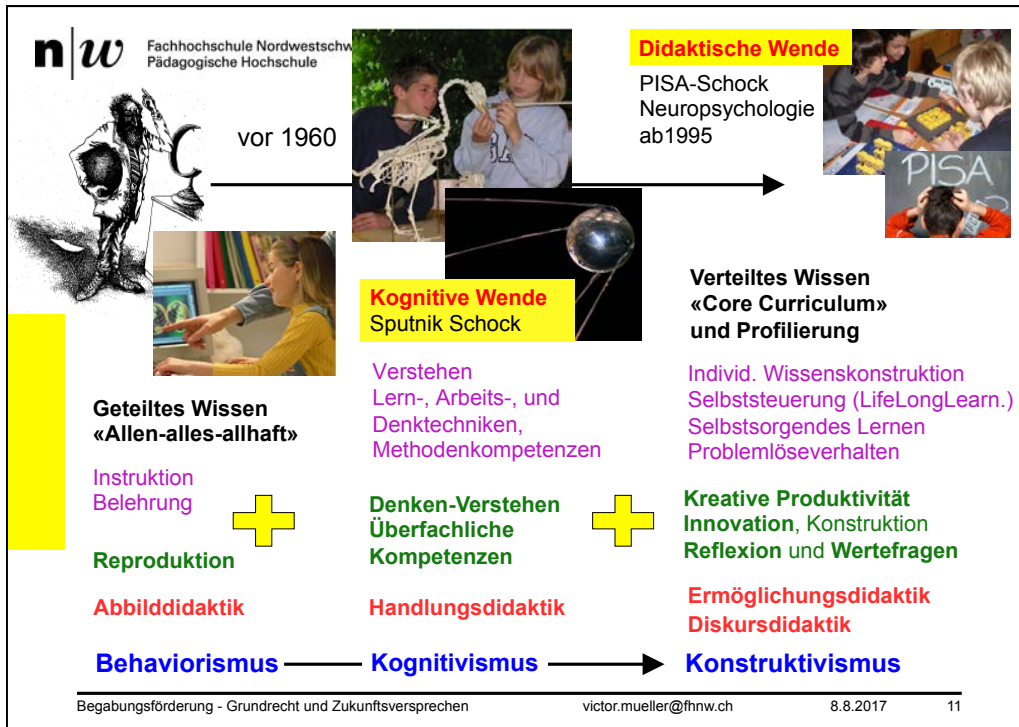 n|w
Fachhochschule Nordwestschw
Pädagogische Hochschule
vor 1960
Didaktische Wende
PISA-Schock
Neuropsychologie
ab1995
PISA
Kognitive Wende
Sputnik Schock
Geteiltes Wissen
«Allen-alles-allhaft»
Instruktion
Belehrung
Reproduktion
Abbilddidaktik
Behaviorismus
Verstehen
Lern-, Arbeits-, und
Denktechniken,
Methodenkompetenzen
Denken-Verstehen
Überfachliche
Kompetenzen
Handlungsdidaktik
Kognitivismus
Verteiltes Wissen
«Core Curriculum»
und Profilierung
Individ. Wissenskonstruktion
Selbststeuerung (LifeLongLearn.)
Selbstsorgendes Lernen
Problemlöseverhalten
Kreative Produktivität
Innovation, Konstruktion
Reflexion und Wertefragen
Ermöglichungsdidaktik
Diskursdidaktik
Konstruktivismus
Begabungsförderung - Grundrecht und Zukunftsversprechen victor.mueller@fhnw.ch 8.8.2017 11